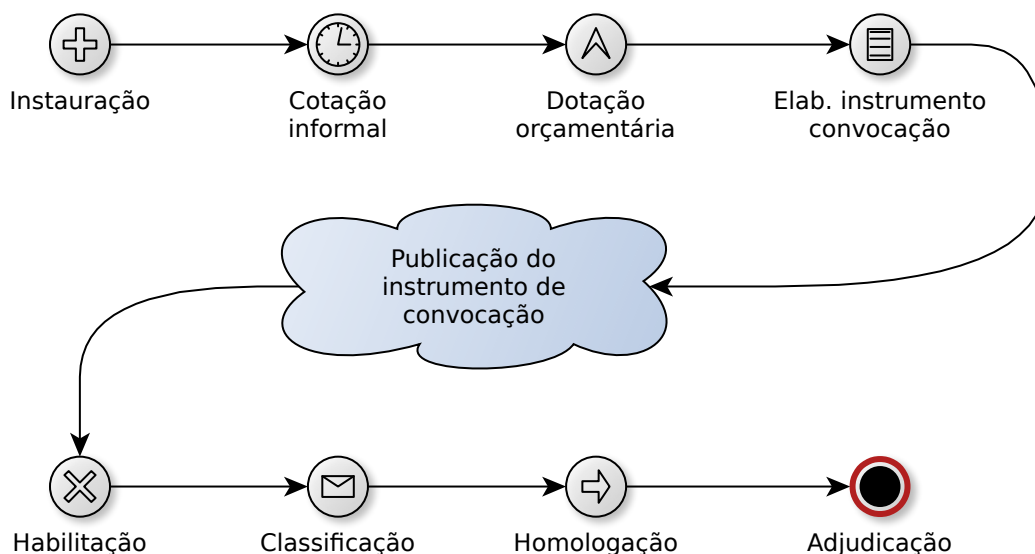 Instauração
Cotação
informal
Dotação
orçamentária
Elab. instrumento
convocação
Publicação do
instrumento de
convocação
Habilitação
Classificação
Homologação
Adjudicação